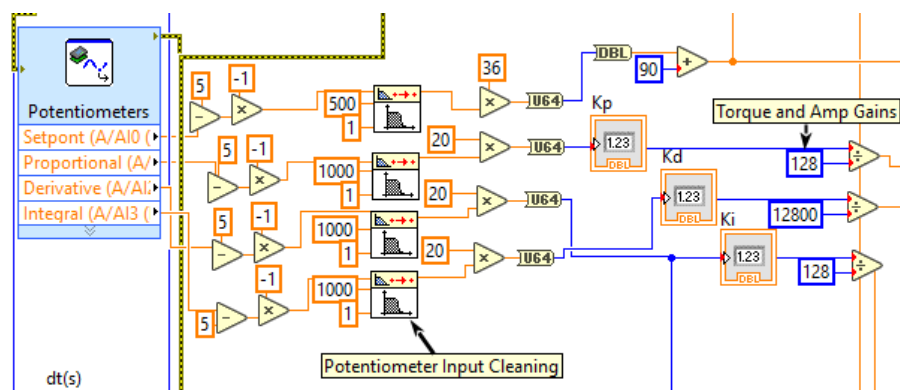 Potentiometers
Setpont (A/AI0 (
Proportional (A/
Derivative (A/AI2
Integral (A/AI3 (
5
-1
500
1
36
U64
DBL
90
+
Kp
1.23
DBL
Torque and Amp Gains
128
5
-1
1000
1
20
U64
Kd
1.23
DBL
12800
5
-1
1000
1
20
U64
Ki
1.23
DBL
128
5
-1
1000
1
20
U64
Potentiometer Input Cleaning
dt(s)